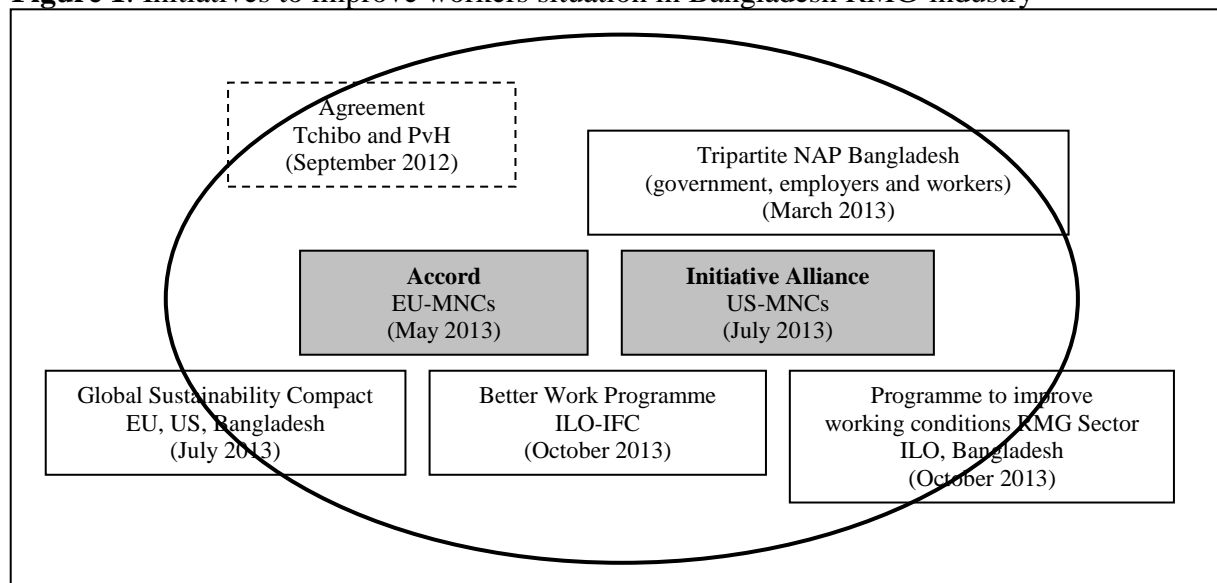 Figure 1. Initiatives to improve workers situation in Bangladesh RMG industry
Agreement
Tchibo and PvH
(September 2012)
Tripartite NAP Bangladesh
(government, employers and workers)
(March 2013)
Accord
EU-MNCs
(May 2013)
Initiative Alliance
US-MNCs
(July 2013)
Global Sustainability Compact
EU, US, Bangladesh
(July 2013)
Better Work Programme
ILO-IFC
(October 2013)
Programme to improve
working conditions RMG Sector
ILO, Bangladesh
(October 2013)